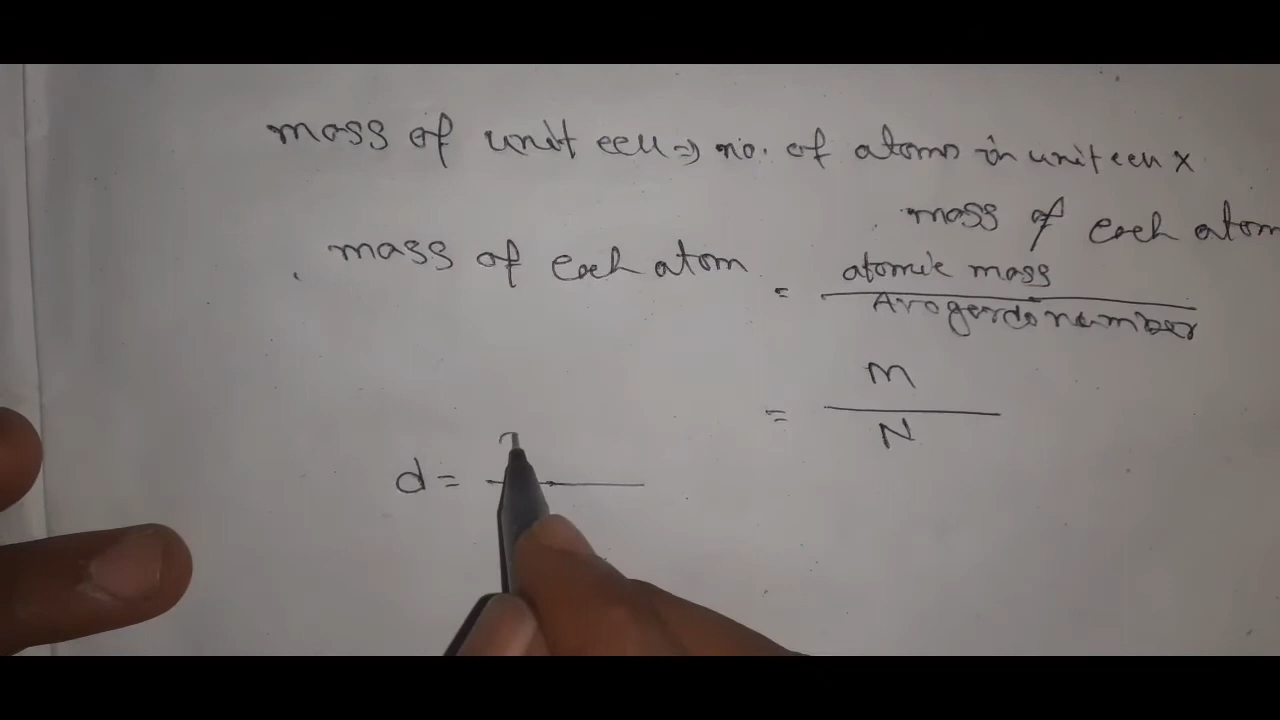 mass of unit cell => no. of atoms in unit cell x
mass of each atom
mass of each atom = atomic mass
Avogerdo number
= m
N
d =